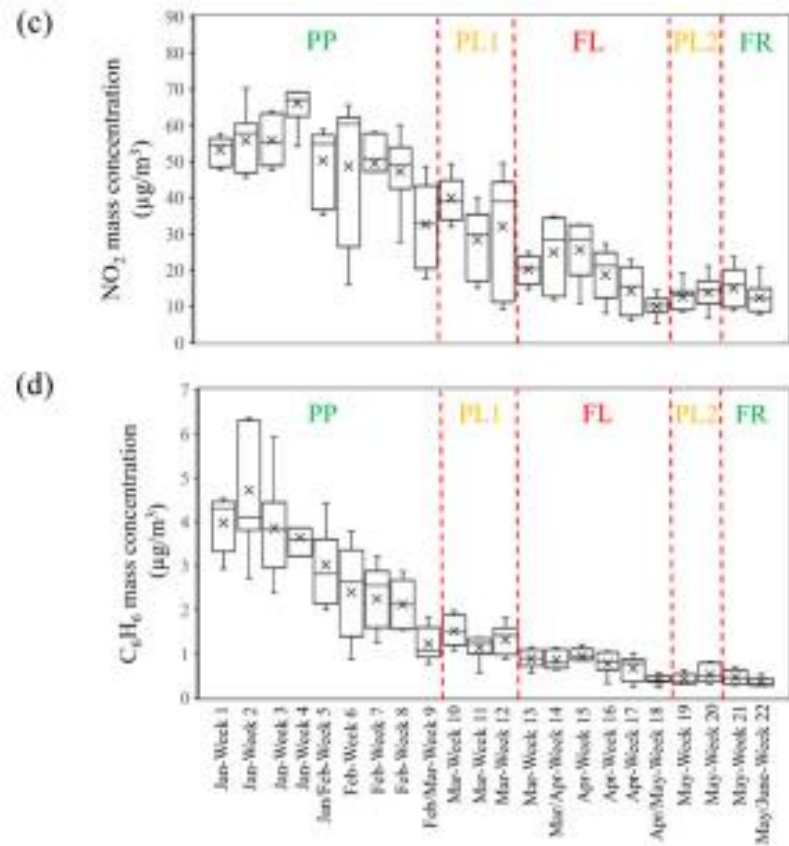 (c)
NO₂ mass concentration
(µg/m³)
90
80
70
60
50
40
30
20
10
0
PP
PL1
FL
PL2
FR
(d)
C₆H₆ mass concentration
(µg/m³)
7
6
5
4
3
2
1
0
PP
PL1
FL
PL2
FR
Jan-Week 1
Jan-Week 2
Jan-Week 3
Jan-Week 4
Jan/Feb-Week 5
Feb-Week 6
Feb-Week 7
Feb-Week 8
Feb/Mar-Week 9
Mar-Week 10
Mar-Week 11
Mar-Week 12
Mar-Week 13
Mar/Apr-Week 14
Apr-Week 15
Apr-Week 16
Apr-Week 17
Apr/May-Week 18
May-Week 19
May-Week 20
May-Week 21
May/June-Week 22